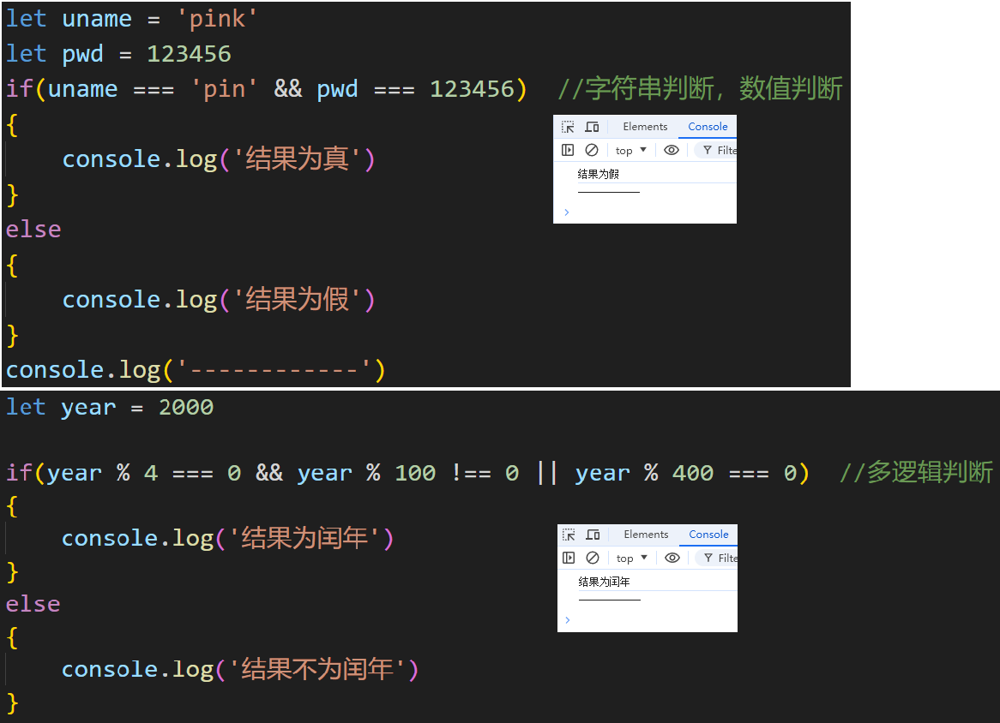 let uname = 'pink'
let pwd = 123456
if(uname === 'pin' && pwd === 123456)  //字符串判断，数值判断
{
    console.log('结果为真')
}
else
{
    console.log('结果为假')
}
console.log('------------')
Elements Console
top ▼ Filte
结果为假
------------
>
let year = 2000
if(year % 4 === 0 && year % 100 !== 0 || year % 400 === 0)  //多逻辑判断
{
    console.log('结果为闰年')
}
else
{
    console.log('结果不为闰年')
}
Elements Console
top ▼ Filte
结果为闰年
------------
>